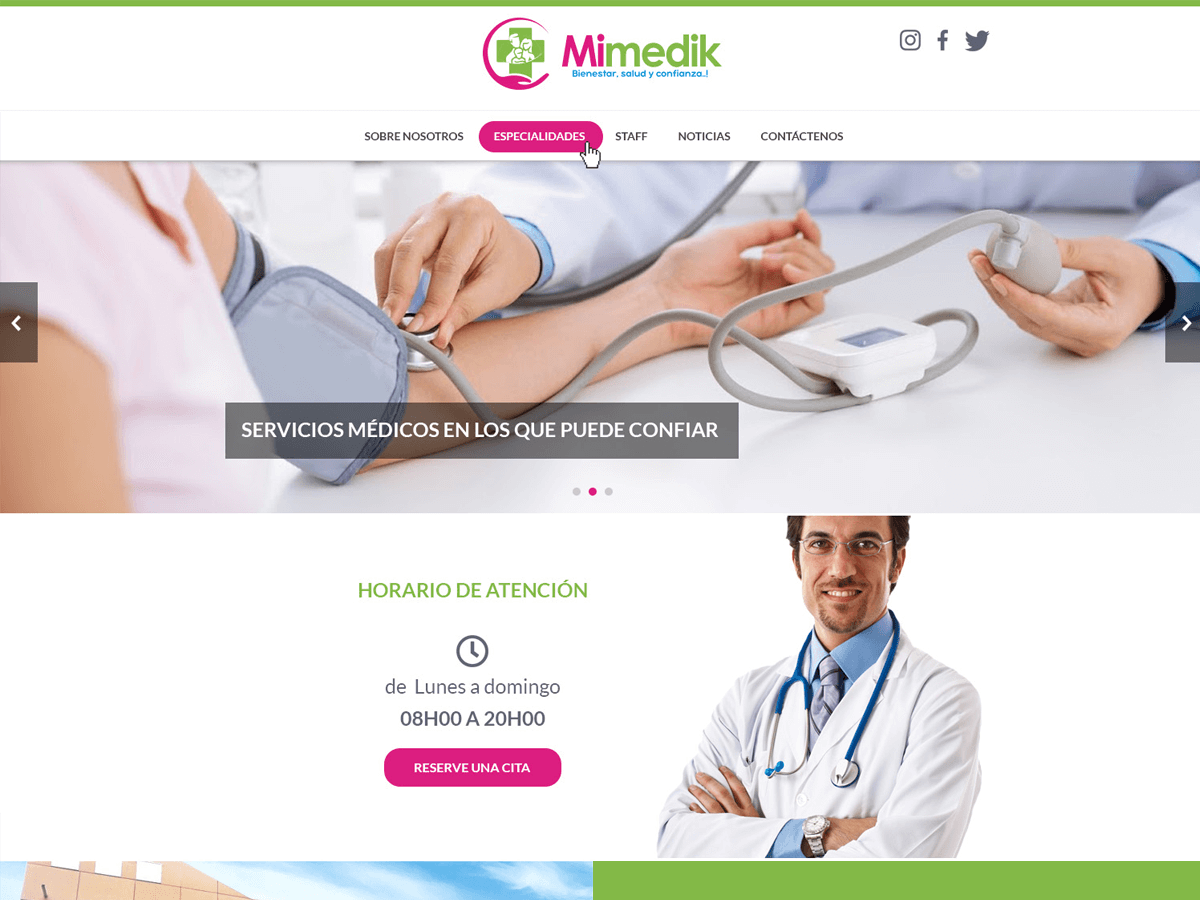 Mimedik
Bienestar, salud y confianza..!
SOBRE NOSOTROS ESPECIALIDADES STAFF NOTICIAS CONTÁCTENOS
SERVICIOS MÉDICOS EN LOS QUE PUEDE CONFIAR
HORARIO DE ATENCIÓN
de Lunes a domingo
08H00 A 20H00
RESERVE UNA CITA